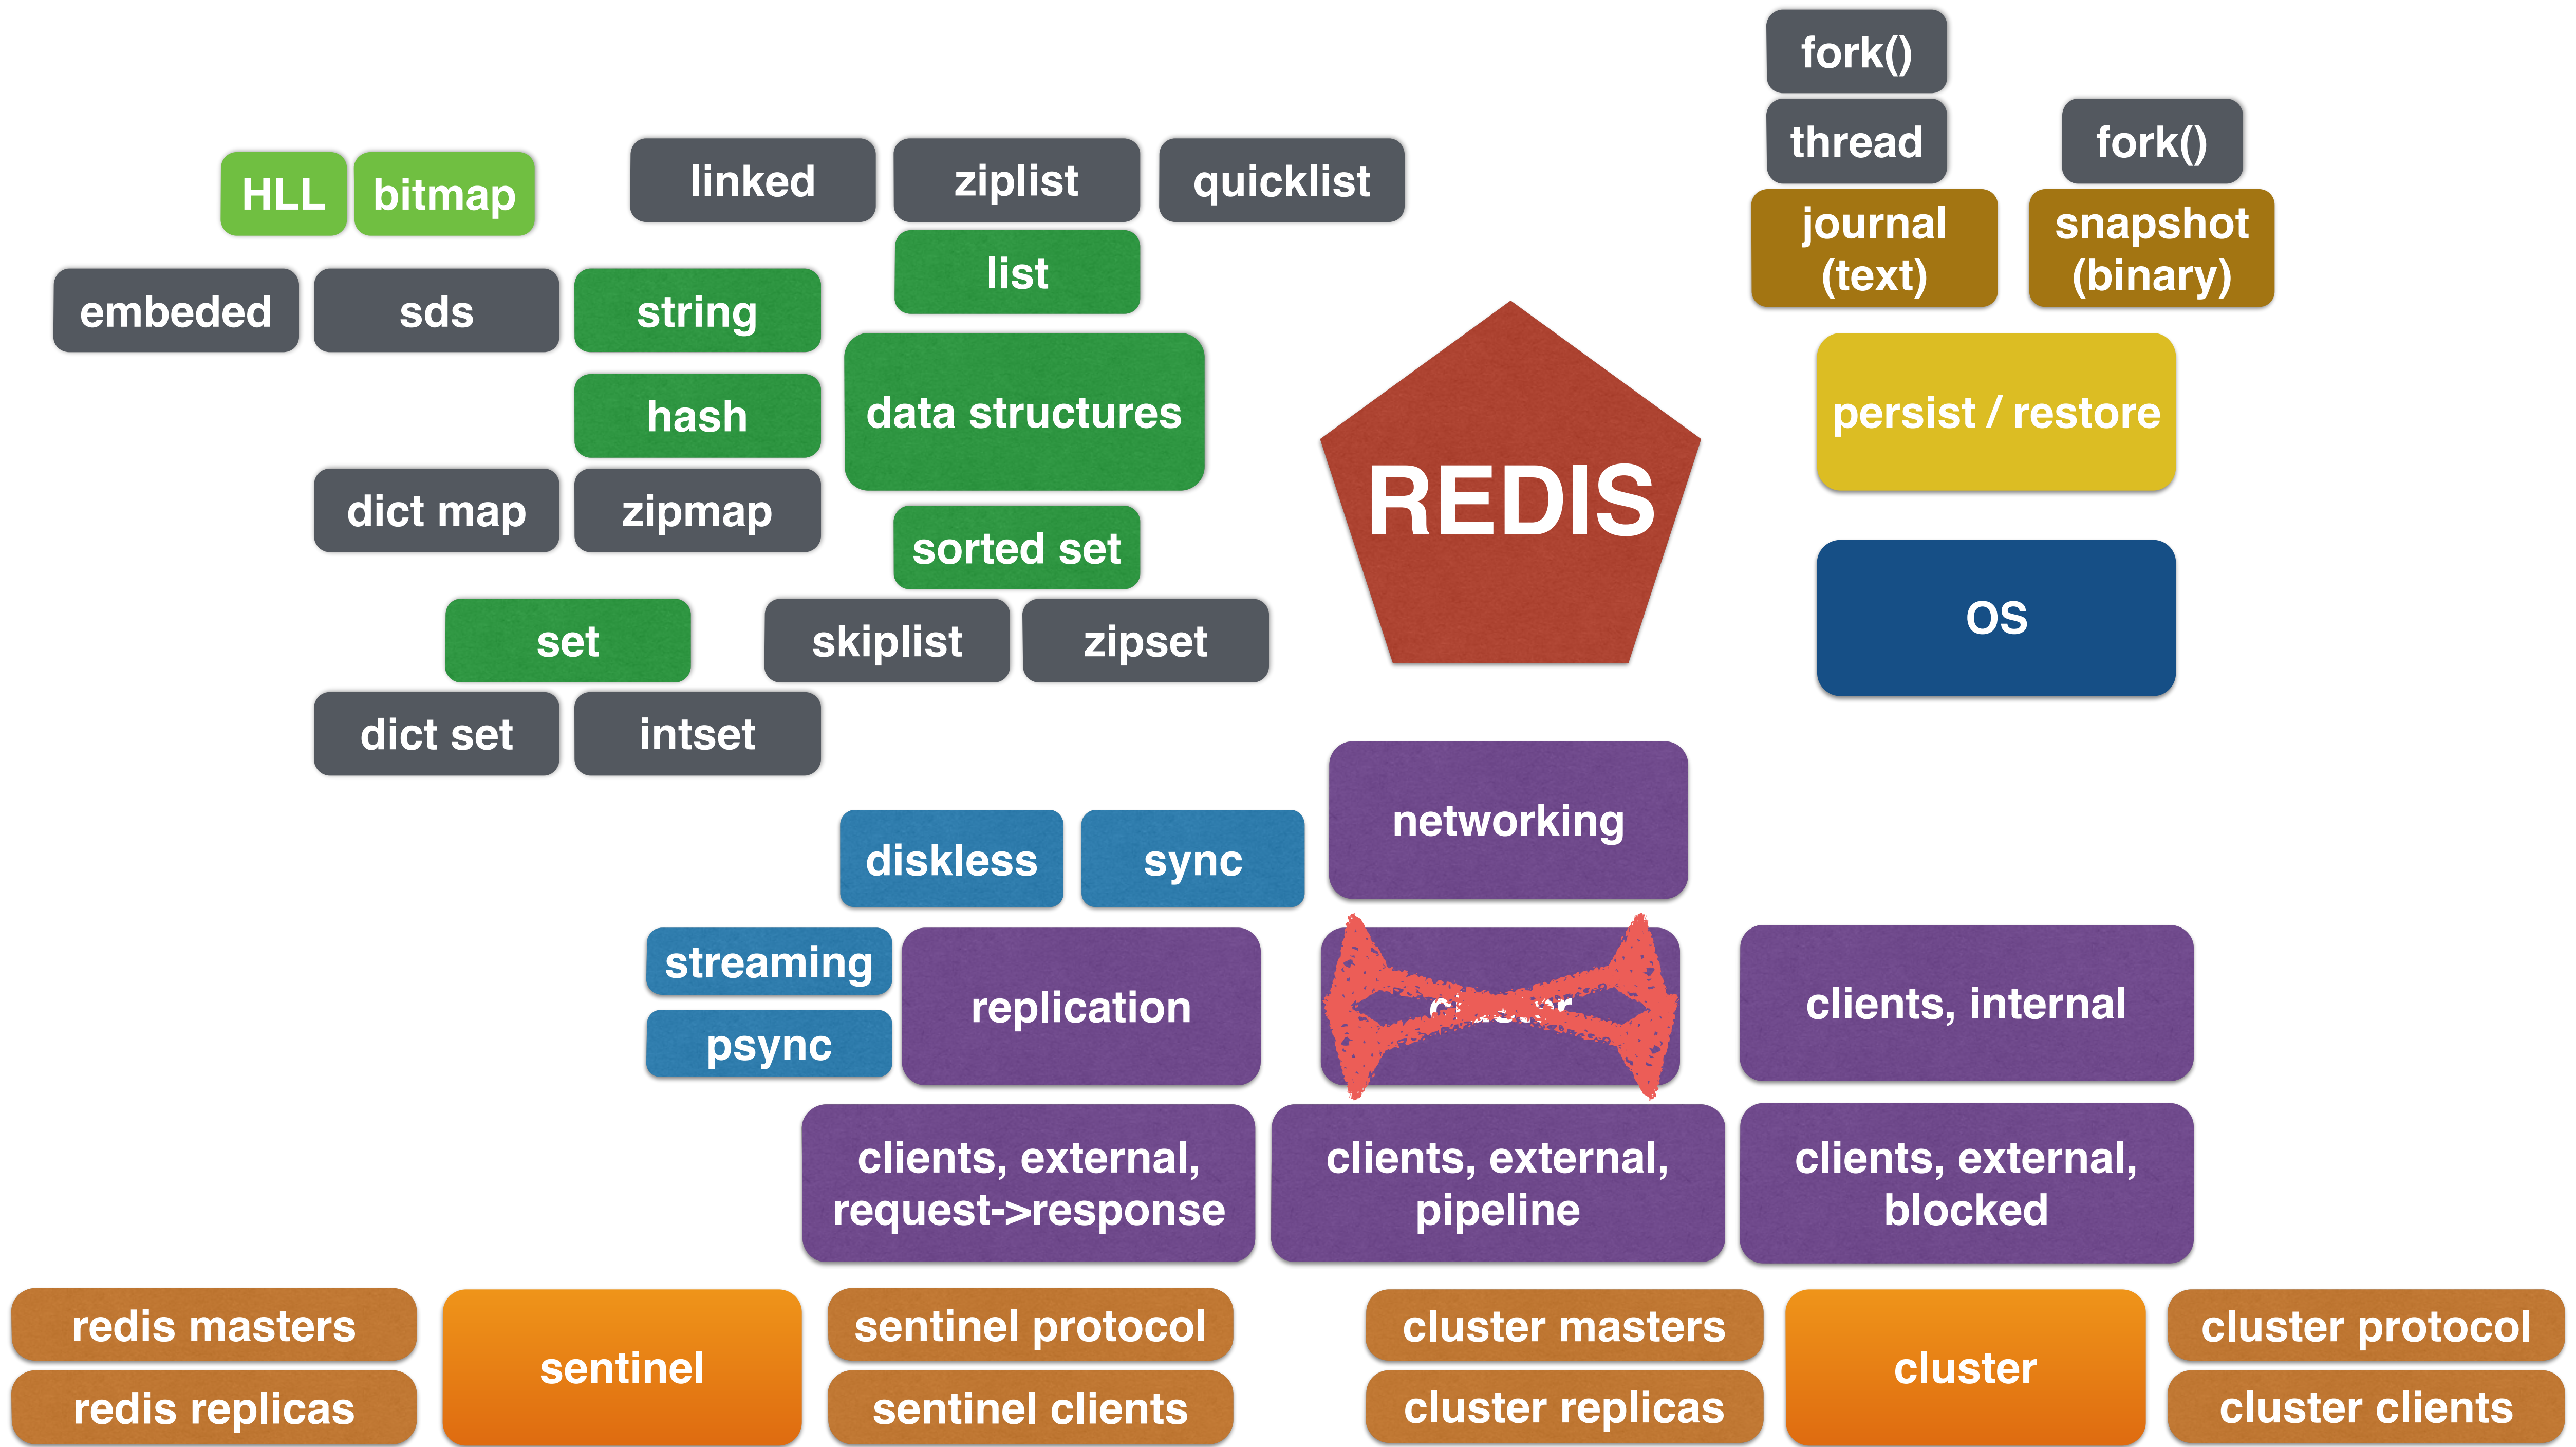 fork()
thread
fork()
journal
(text)
snapshot
(binary)
persist / restore
OS
HLL
bitmap
linked
ziplist
quicklist
list
embeded
sds
string
hash
data structures
dict map
zipmap
sorted set
set
skiplist
zipset
dict set
intset
REDIS
networking
diskless
sync
streaming
psync
replication
clients, internal
clients, external,
request->response
clients, external,
pipeline
clients, external,
blocked
redis masters
redis replicas
sentinel
sentinel protocol
sentinel clients
cluster masters
cluster replicas
cluster
cluster protocol
cluster clients